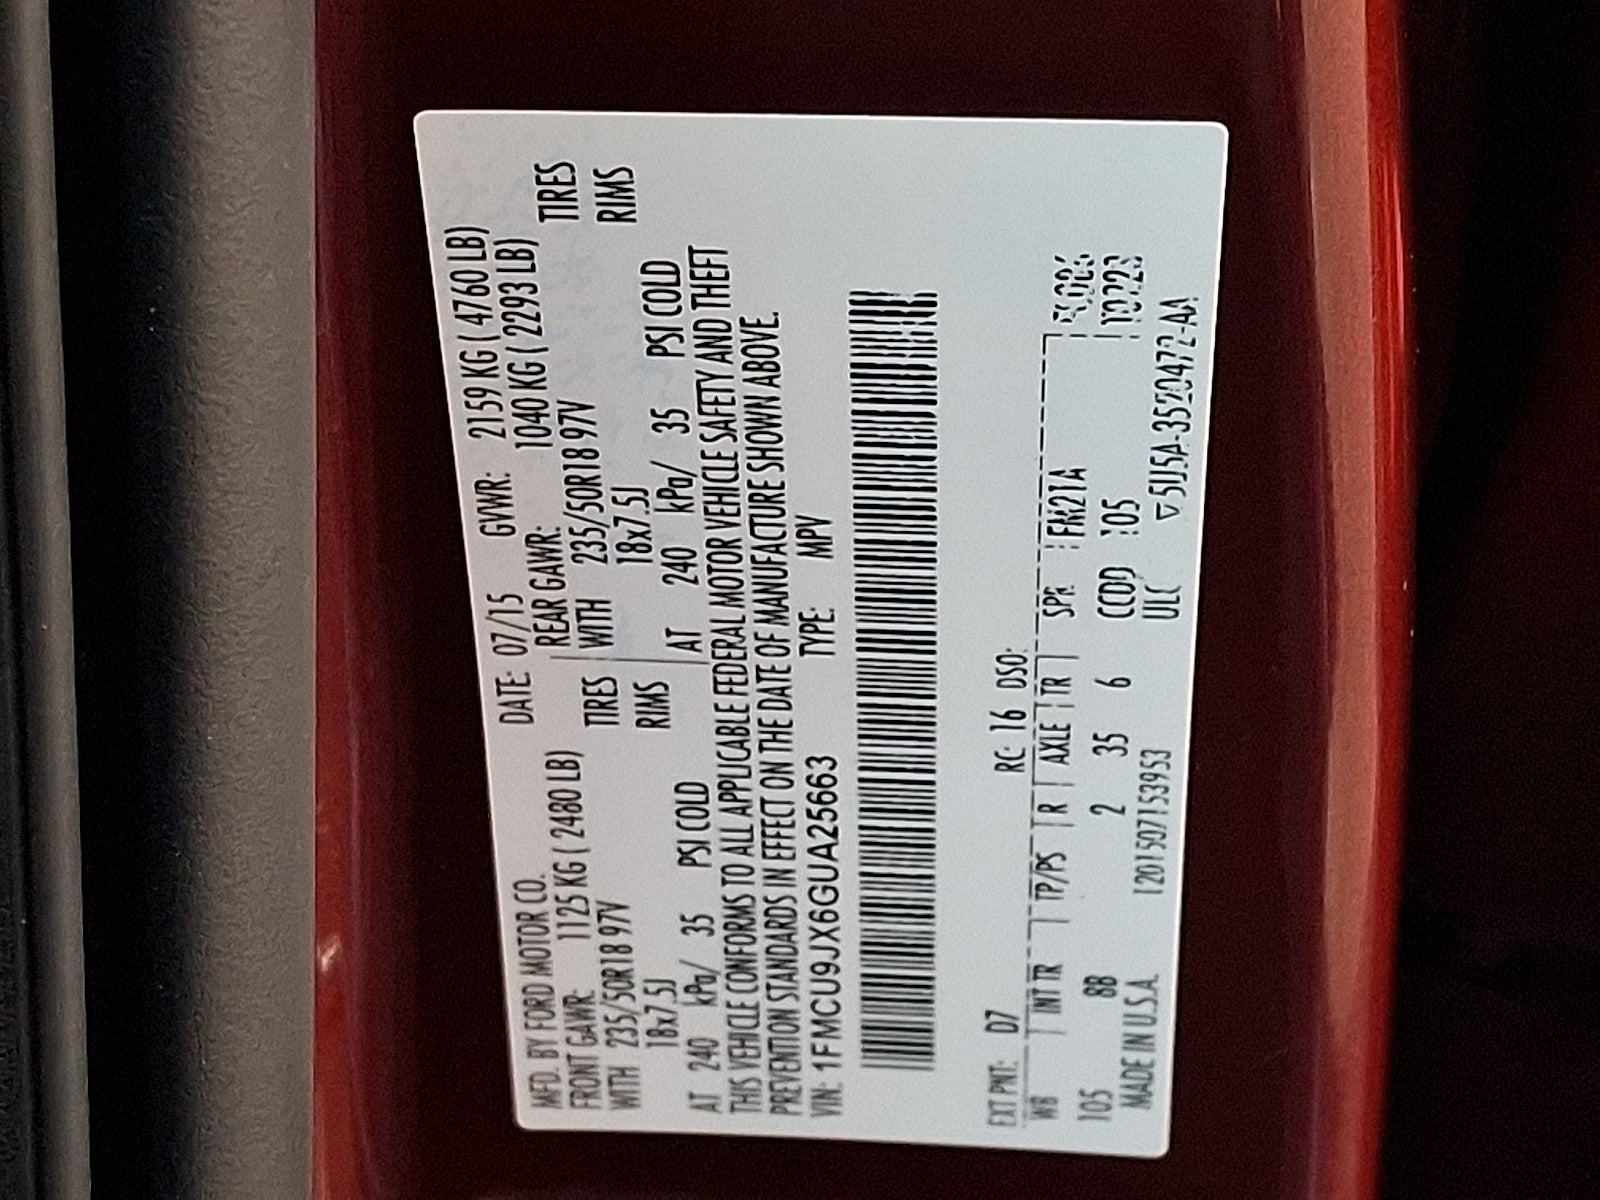 MFD. BY FORD MOTOR CO.
DATE: 07/15 GVWR: 2159 KG ( 4760 LB)
FRONT GAWR: 1125 KG ( 2480 LB) REAR GAWR: 1040 KG ( 2293 LB)
WITH 235/50R18 97V TIRES WITH 235/50R18 97V TIRES
18x7.5J RIMS 18x7.5J RIMS
AT 240 kPa/ 35 PSI COLD AT 240 kPa/ 35 PSI COLD
THIS VEHICLE CONFORMS TO ALL APPLICABLE FEDERAL MOTOR VEHICLE SAFETY AND THEFT
PREVENTION STANDARDS IN EFFECT ON THE DATE OF MANUFACTURE SHOWN ABOVE.
VIN: 1FMCU9JX6GUA25663 TYPE: MPV
EXT PNT: D7 RC: 16 DSO:
WB INT TR TP/PS R AXLE TR SPR FM21A
105 8B 2 35 6 CCDD 105
MADE IN U.S.A. 1201507153953 ULC 5U5A-3520472-AA